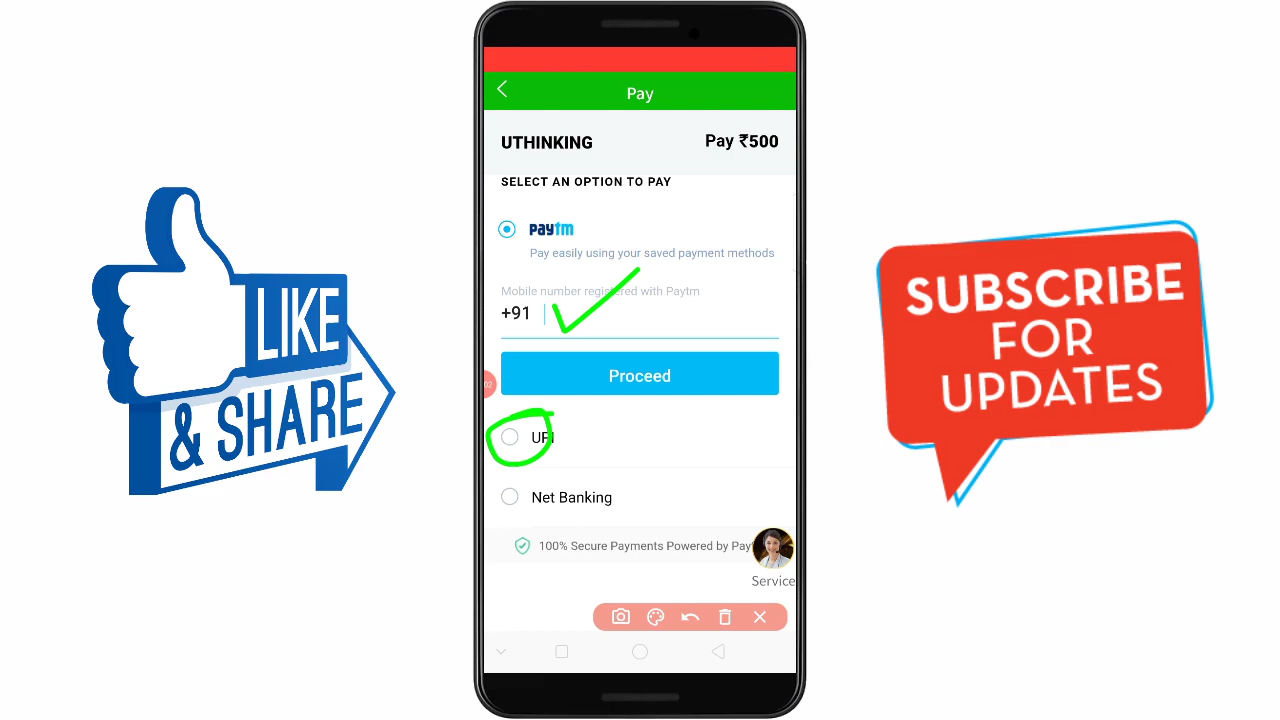 LIKE
& SHARE
Pay
UTHINKING
Pay ₹500
SELECT AN OPTION TO PAY
paytm
Pay easily using your saved payment methods
Mobile number registered with Paytm
+91
Proceed
02
UPI
Net Banking
100% Secure Payments Powered by Payt
Service
SUBSCRIBE
FOR
UPDATES